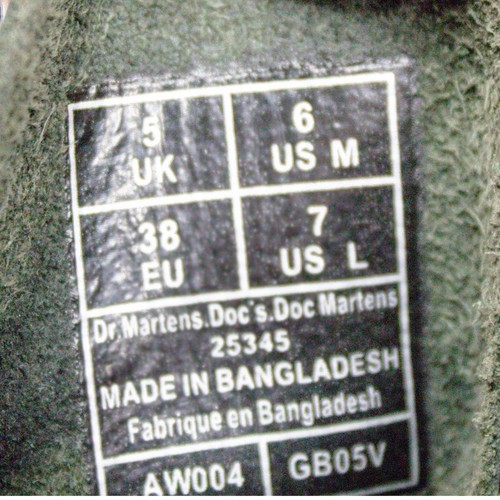 5
UK
6
US M
38
EU
7
US L
Dr.Martens.Doc's.Doc Martens
25345
MADE IN BANGLADESH
Fabriqué en Bangladesh
AW004
GB05V